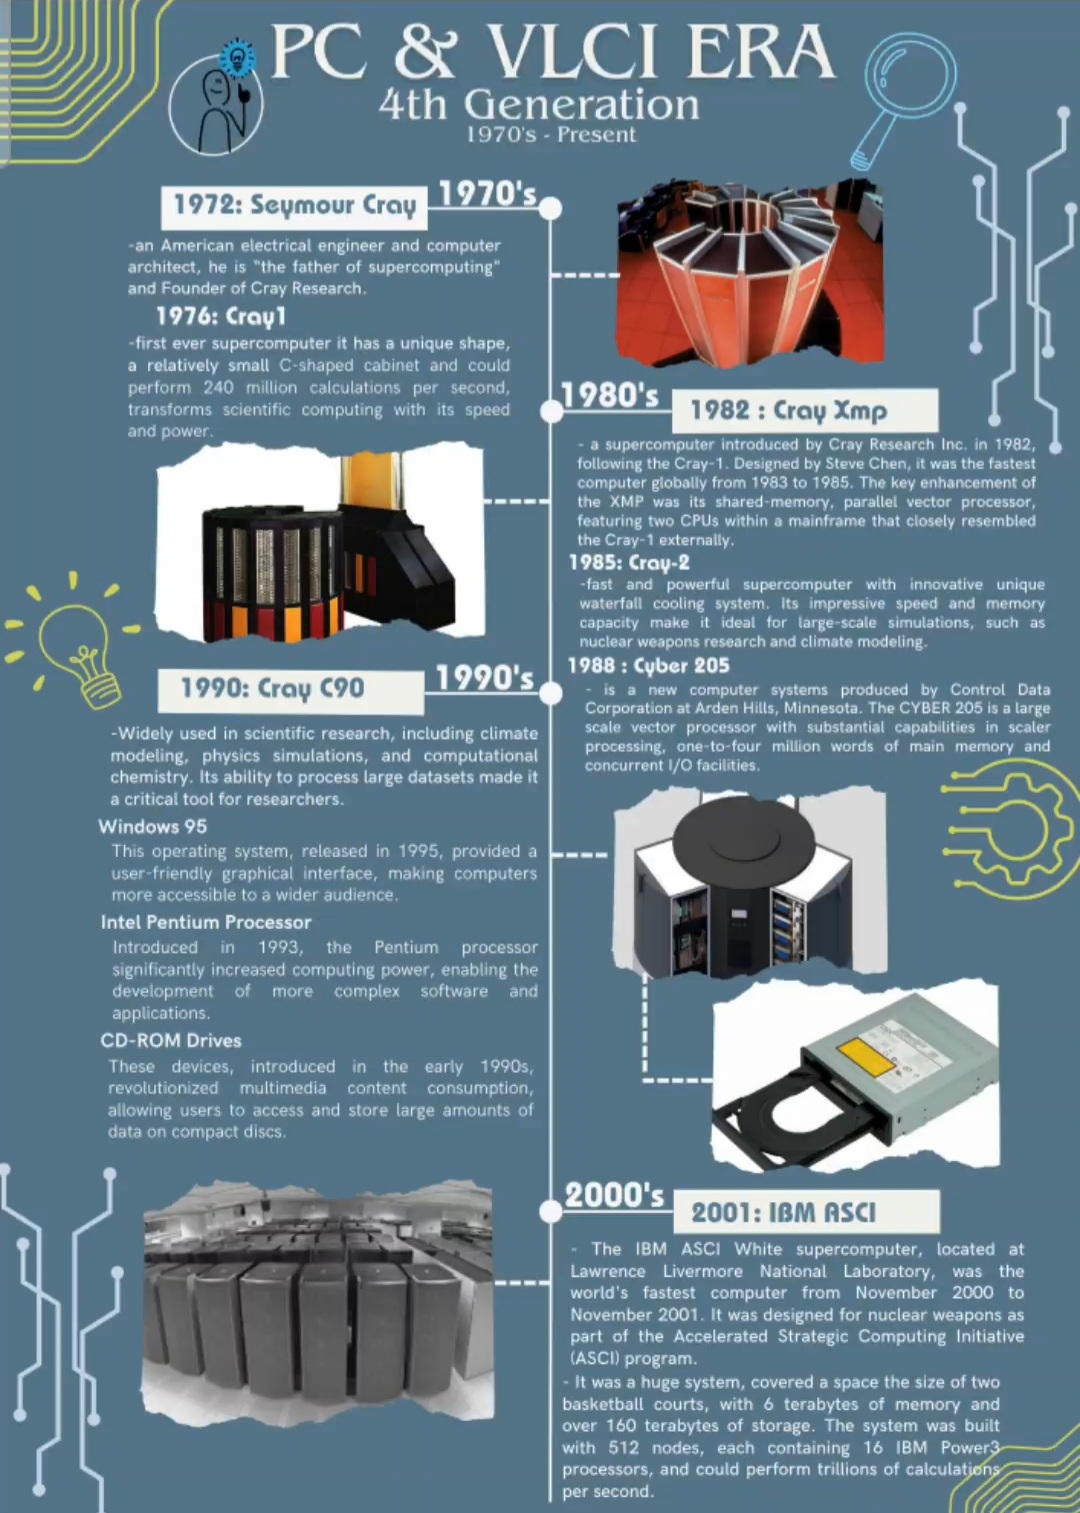 PC & VLCI ERA
4th Generation
1970's - Present
1970's
1972: Seymour Cray
-an American electrical engineer and computer
architect, he is "the father of supercomputing"
and Founder of Cray Research.
1976: Cray1
-first ever supercomputer it has a unique shape,
a relatively small C-shaped cabinet and could
perform 240 million calculations per second,
transforms scientific computing with its speed
and power.
1980's
1982 : Cray Xmp
- a supercomputer introduced by Cray Research Inc. in 1982,
following the Cray-1. Designed by Steve Chen, it was the fastest
computer globally from 1983 to 1985. The key enhancement of
the XMP was its shared-memory, parallel vector processor,
featuring two CPUs within a mainframe that closely resembled
the Cray-1 externally.
1985: Cray-2
-fast and powerful supercomputer with innovative unique
waterfall cooling system. Its impressive speed and memory
capacity make it ideal for large-scale simulations, such as
nuclear weapons research and climate modeling.
1988 : Cyber 205
- is a new computer systems produced by Control Data
Corporation at Arden Hills, Minnesota. The CYBER 205 is a large
scale vector processor with substantial capabilities in scaler
processing, one-to-four million words of main memory and
concurrent I/O facilities.
1990's
1990: Cray C90
-Widely used in scientific research, including climate
modeling, physics simulations, and computational
chemistry. Its ability to process large datasets made it
a critical tool for researchers.
Windows 95
This operating system, released in 1995, provided a
user-friendly graphical interface, making computers
more accessible to a wider audience.
Intel Pentium Processor
Introduced in 1993, the Pentium processor
significantly increased computing power, enabling the
development of more complex software and
applications.
CD-ROM Drives
These devices, introduced in the early 1990s,
revolutionized multimedia content consumption,
allowing users to access and store large amounts of
data on compact discs.
2000's
2001: IBM ASCI
- The IBM ASCI White supercomputer, located at
Lawrence Livermore National Laboratory, was the
world's fastest computer from November 2000 to
November 2001. It was designed for nuclear weapons as
part of the Accelerated Strategic Computing Initiative
(ASCI) program.
- It was a huge system, covered a space the size of two
basketball courts, with 6 terabytes of memory and
over 160 terabytes of storage. The system was built
with 512 nodes, each containing 16 IBM Power3
processors, and could perform trillions of calculations
per second.